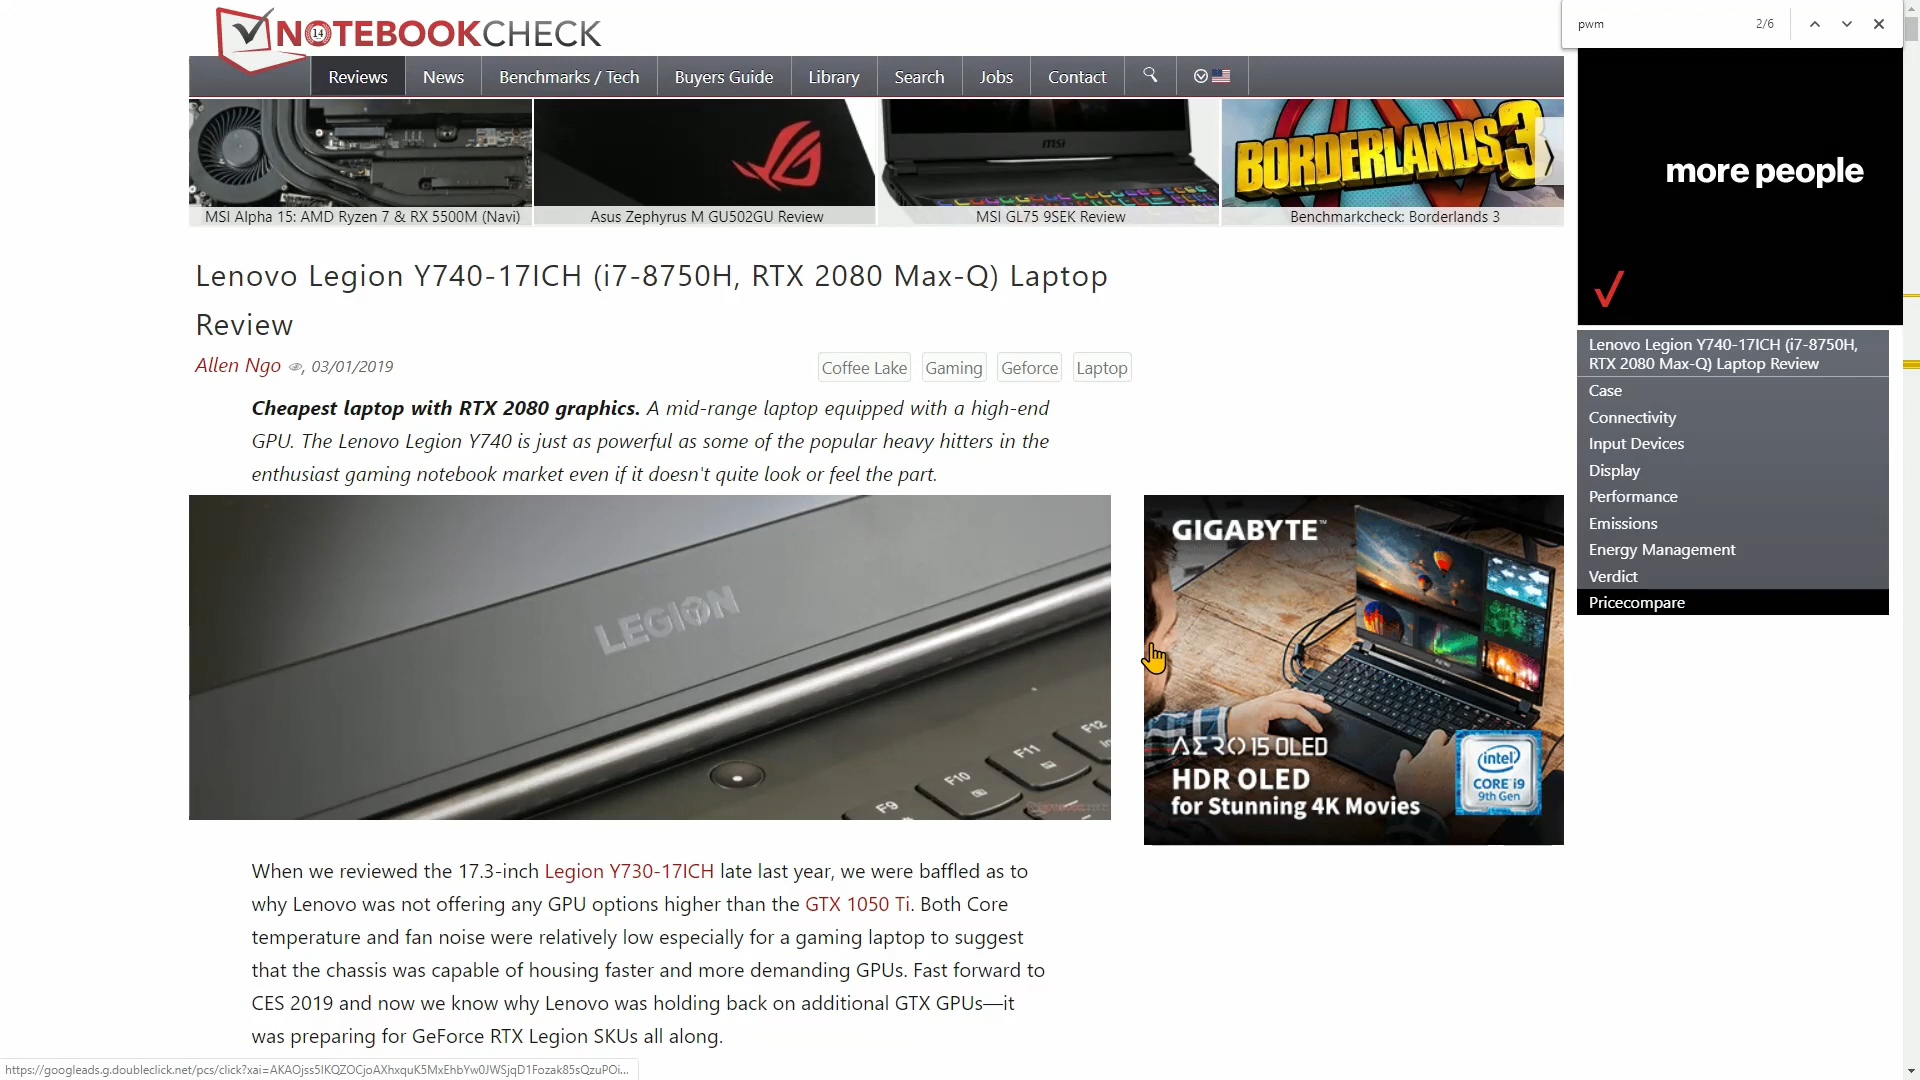 NOTEBOOKCHECK
14
pwm
2/6
Reviews
News
Benchmarks / Tech
Buyers Guide
Library
Search
Jobs
Contact
more people
msi
BORDERLANDS 3
MSI Alpha 15: AMD Ryzen 7 & RX 5500M (Navi)
Asus Zephyrus M GU502GU Review
MSI GL75 9SEK Review
Benchmarkcheck: Borderlands 3
Lenovo Legion Y740-17ICH (i7-8750H, RTX 2080 Max-Q) Laptop
Review
Allen Ngo , 03/01/2019
Coffee Lake
Gaming
Geforce
Laptop
Cheapest laptop with RTX 2080 graphics. A mid-range laptop equipped with a high-end
GPU. The Lenovo Legion Y740 is just as powerful as some of the popular heavy hitters in the
enthusiast gaming notebook market even if it doesn't quite look or feel the part.
Lenovo Legion Y740-17ICH (i7-8750H,
RTX 2080 Max-Q) Laptop Review
Case
Connectivity
Input Devices
Display
Performance
Emissions
Energy Management
Verdict
Pricecompare
LEGION
F9
F10
F11
F12
GIGABYTE™
AERO 15 OLED
HDR OLED
for Stunning 4K Movies
intel
CORE i9
9th Gen
When we reviewed the 17.3-inch Legion Y730-17ICH late last year, we were baffled as to
why Lenovo was not offering any GPU options higher than the GTX 1050 Ti. Both Core
temperature and fan noise were relatively low especially for a gaming laptop to suggest
that the chassis was capable of housing faster and more demanding GPUs. Fast forward to
CES 2019 and now we know why Lenovo was holding back on additional GTX GPUs—it
was preparing for GeForce RTX Legion SKUs all along.
https://googleads.g.doubleclick.net/pcs/click?xai=AKAOjss5IKQZOCjoAXhxquK5MxEhbYw0JWSjqD1Fozak85sQzuPOi...